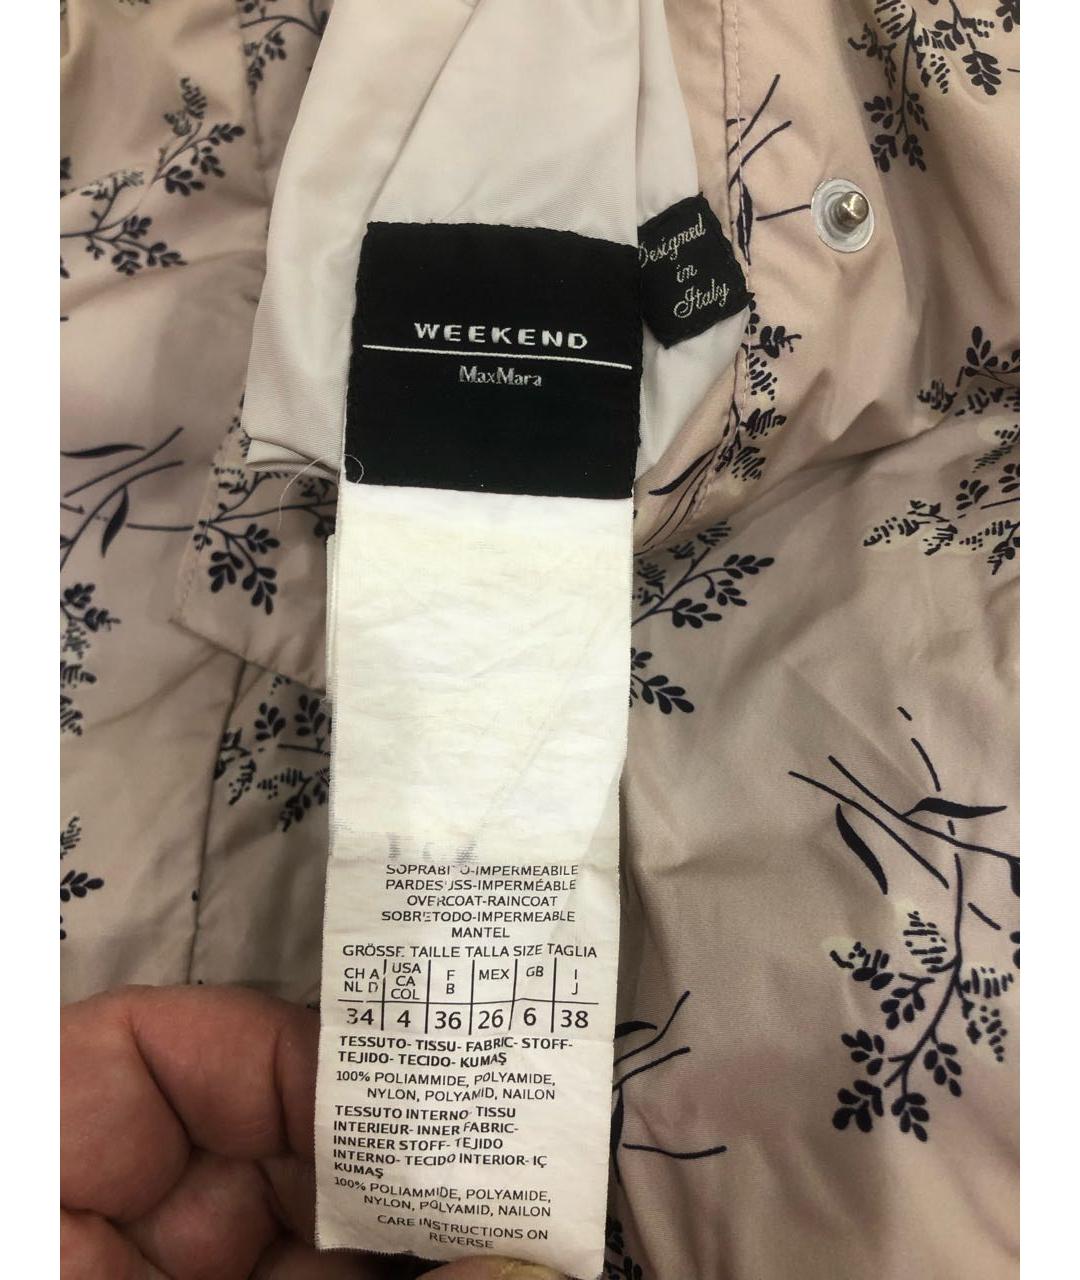 WEEKEND
MaxMara
Designed
in
Italy
SOPRABITO-IMPERMEABILE
PARDESSUS-IMPERMÉABLE
OVERCOAT-RAINCOAT
SOBRETODO-IMPERMEABLE
MANTEL
GRÖSSE TAILLE TALLA SIZE TAGLIA
CH A NL D | USA CA COL | F B | MEX | GB | I J
34 | 4 | 36 | 26 | 6 | 38
TESSUTO- TISSU- FABRIC- STOFF-
TEJIDO- TECIDO- KUMAŞ
100% POLIAMMIDE, POLYAMIDE,
NYLON, POLYAMID, NAILON
TESSUTO INTERNO- TISSU
INTERIEUR- INNER FABRIC-
INNERER STOFF- TEJIDO
INTERNO- TECIDO INTERIOR- IÇ
KUMAŞ
100% POLIAMMIDE, POLYAMIDE,
NYLON, POLYAMID, NAILON
CARE INSTRUCTIONS ON
REVERSE